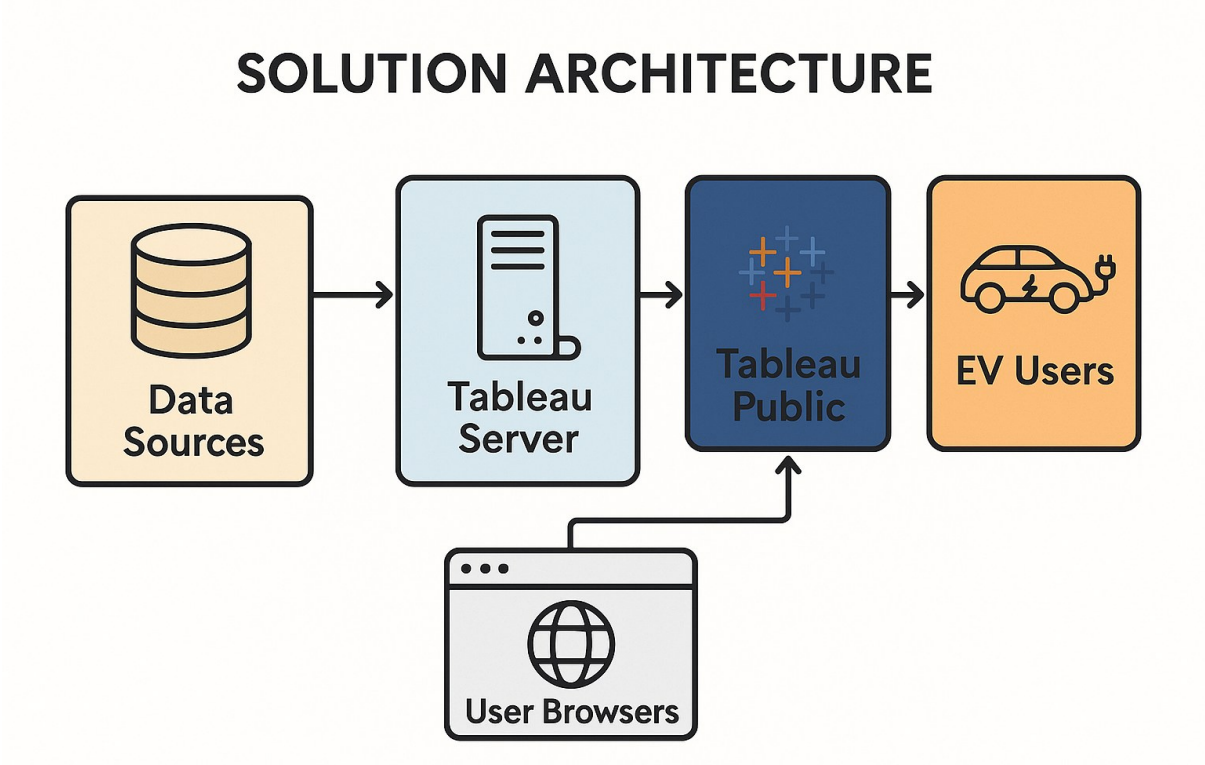 SOLUTION ARCHITECTURE
Data
Sources
Tableau
Server
Tableau
Public
EV Users
User Browsers